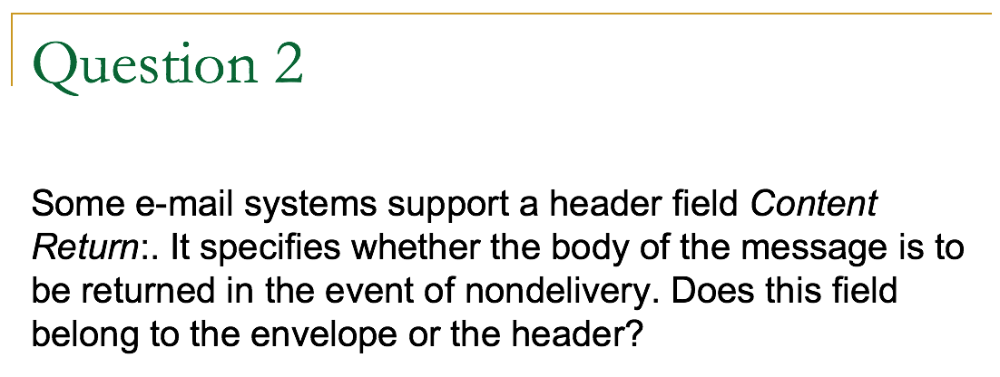 Question 2
Some e-mail systems support a header field Content
Return:. It specifies whether the body of the message is to
be returned in the event of nondelivery. Does this field
belong to the envelope or the header?